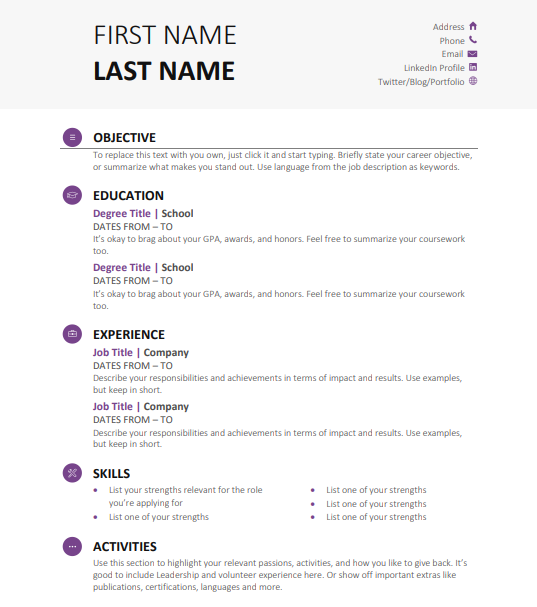 FIRST NAME
LAST NAME
Address
Phone
Email
LinkedIn Profile
Twitter/Blog/Portfolio
OBJECTIVE
To replace this text with you own, just click it and start typing. Briefly state your career objective,
or summarize what makes you stand out. Use language from the job description as keywords.
EDUCATION
Degree Title | School
DATES FROM – TO
It's okay to brag about your GPA, awards, and honors. Feel free to summarize your coursework
too.
Degree Title | School
DATES FROM – TO
It's okay to brag about your GPA, awards, and honors. Feel free to summarize your coursework
too.
EXPERIENCE
Job Title | Company
DATES FROM – TO
Describe your responsibilities and achievements in terms of impact and results. Use examples,
but keep in short.
Job Title | Company
DATES FROM – TO
Describe your responsibilities and achievements in terms of impact and results. Use examples,
but keep in short.
SKILLS
• List your strengths relevant for the role
you're applying for
• List one of your strengths
• List one of your strengths
• List one of your strengths
• List one of your strengths
ACTIVITIES
Use this section to highlight your relevant passions, activities, and how you like to give back. It's
good to include Leadership and volunteer experience here. Or show off important extras like
publications, certifications, languages and more.